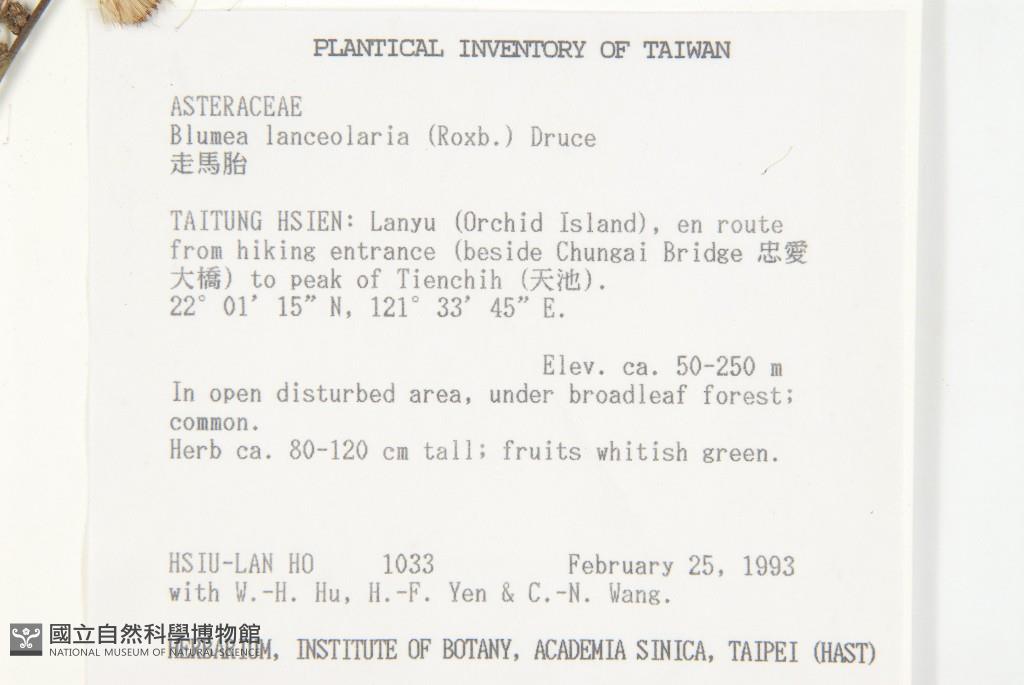 PLANTICAL INVENTORY OF TAIWAN
ASTERACEAE
Blumea lanceolaria (Roxb.) Druce
走馬胎
TAITUNG HSIEN: Lanyu (Orchid Island), en route
from hiking entrance (beside Chungai Bridge 忠愛
大橋) to peak of Tienchih (天池).
22° 01′ 15″ N, 121° 33′ 45″ E.
Elev. ca. 50-250 m
In open disturbed area, under broadleaf forest;
common.
Herb ca. 80-120 cm tall; fruits whitish green.
HSIU-LAN HO 1033 February 25, 1993
with W.-H. Hu, H.-F. Yen & C.-N. Wang.
HERBARIUM, INSTITUTE OF BOTANY, ACADEMIA SINICA, TAIPEI (HAST)
國立自然科學博物館
NATIONAL MUSEUM OF NATURAL SCIENCE